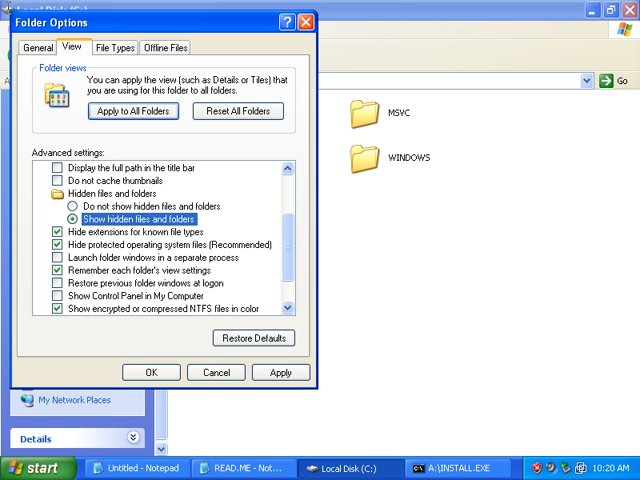 Local Disk (C:)
Folder Options
General View File Types Offline Files
Folder views
You can apply the view (such as Details or Tiles) that
you are using for this folder to all folders.
Apply to All Folders Reset All Folders
Advanced settings:
Display the full path in the title bar
Do not cache thumbnails
Hidden files and folders
Do not show hidden files and folders
Show hidden files and folders
Hide extensions for known file types
Hide protected operating system files (Recommended)
Launch folder windows in a separate process
Remember each folder's view settings
Restore previous folder windows at logon
Show Control Panel in My Computer
Show encrypted or compressed NTFS files in color
Restore Defaults
OK Cancel Apply
Go
MSVC
WINDOWS
My Network Places
Details
start Untitled - Notepad READ.ME - Not... Local Disk (C:) A:\INSTALL.EXE 10:20 AM